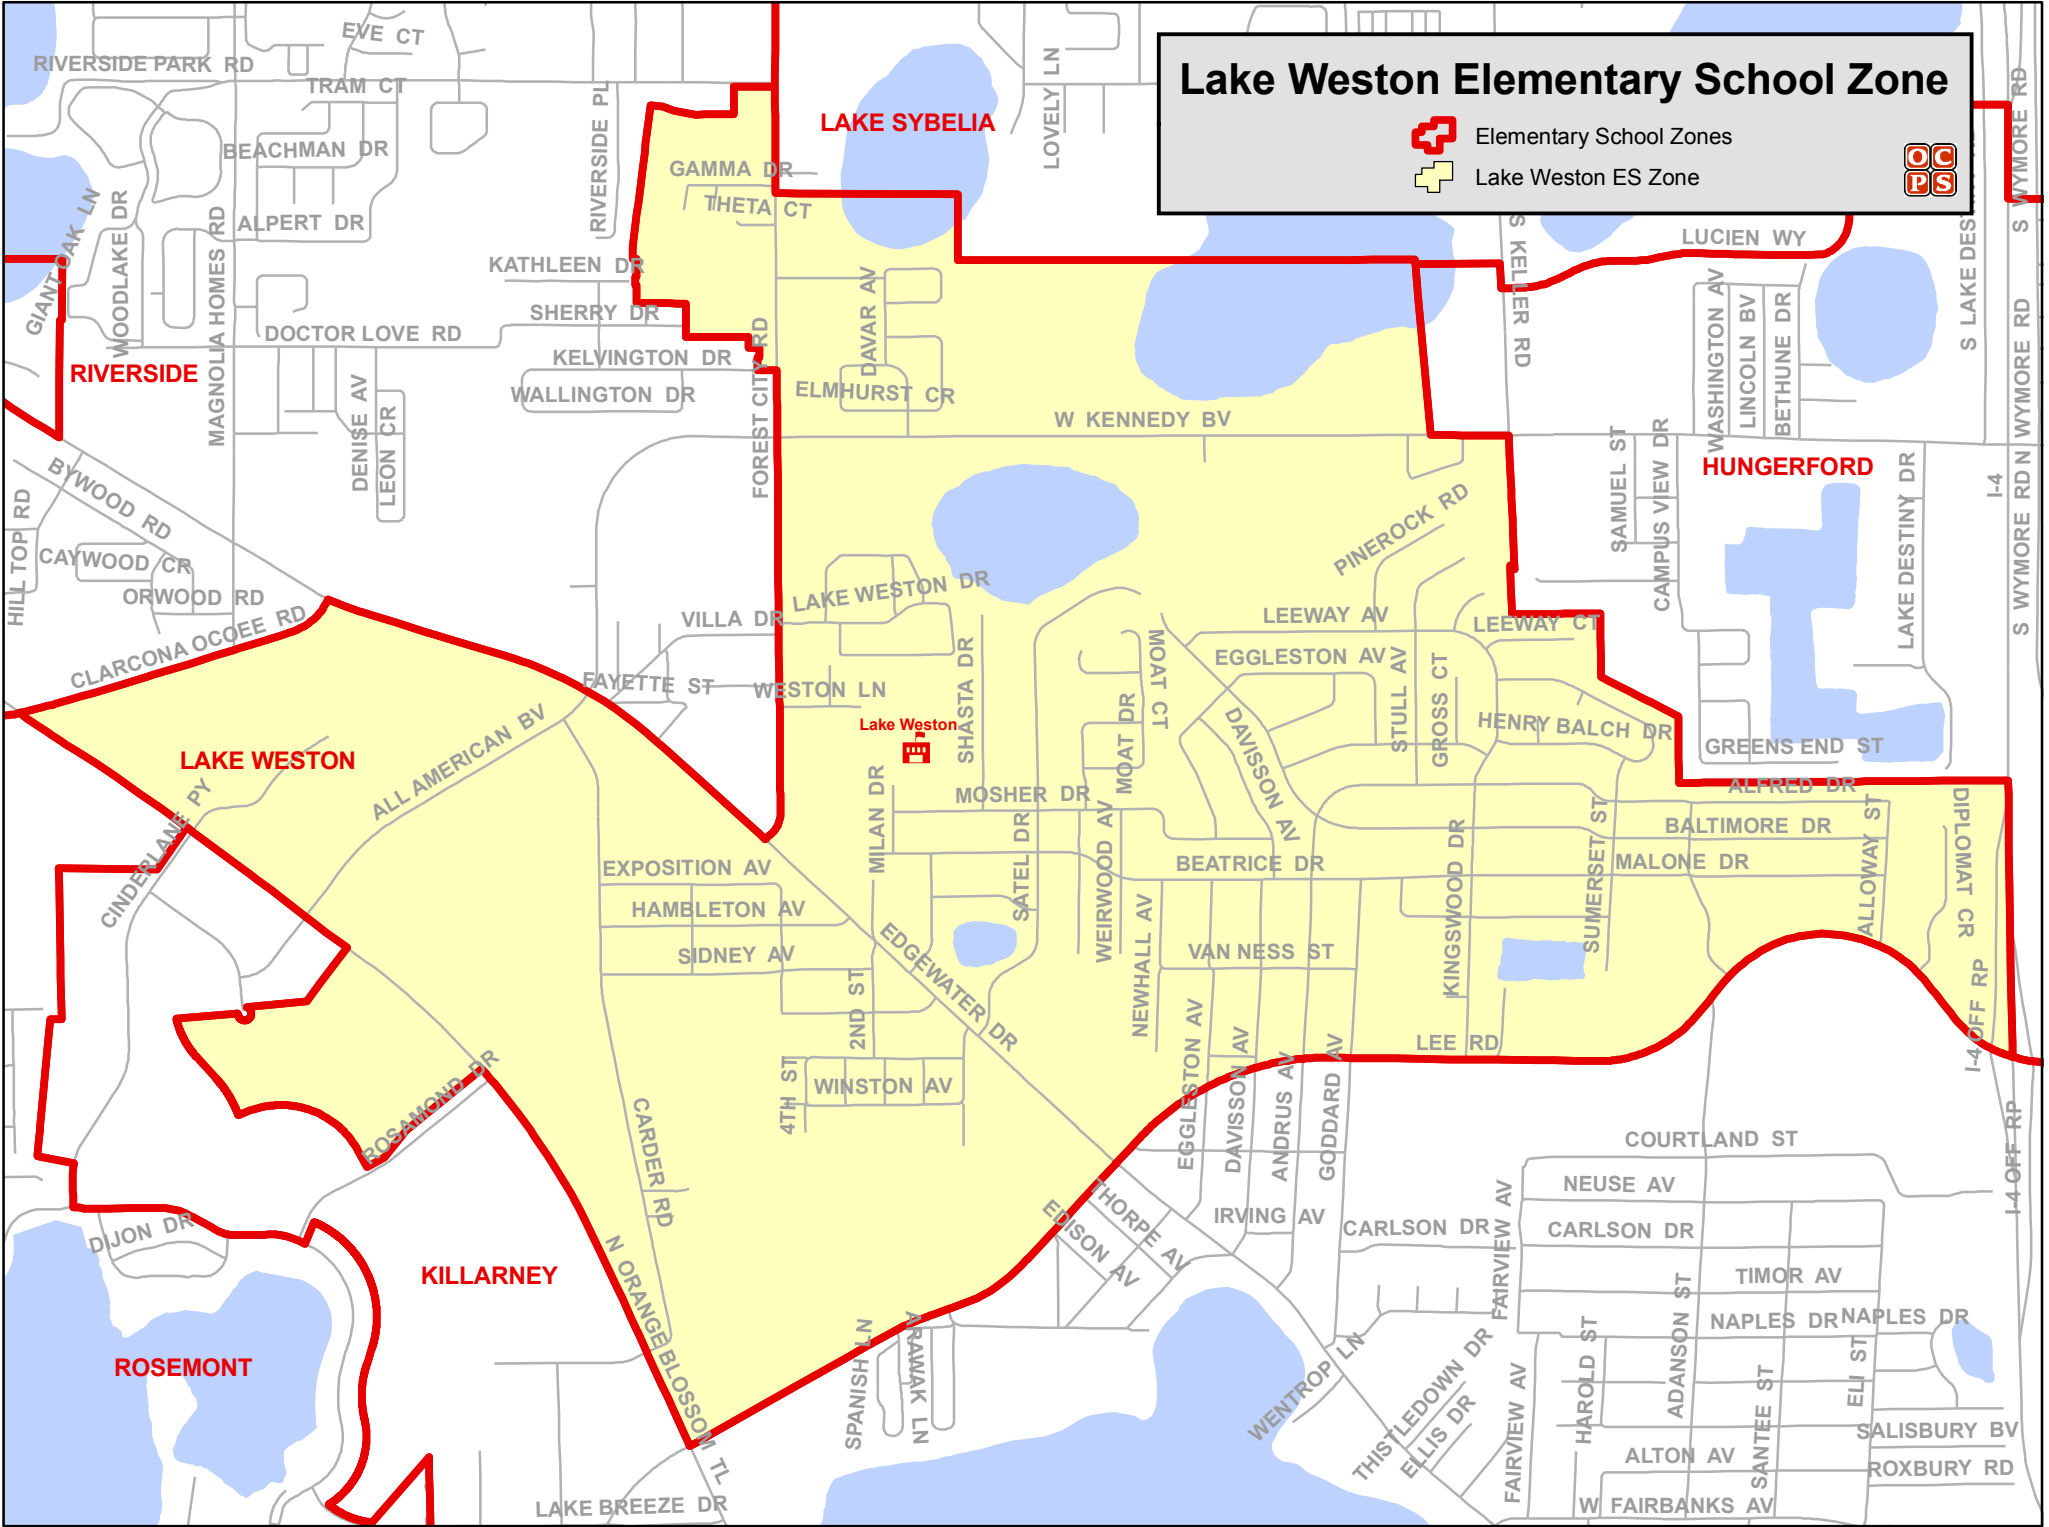 Lake Weston Elementary School Zone
Elementary School Zones
Lake Weston ES Zone
OC
PS
EVE CT
RIVERSIDE PARK RD
TRAM CT
RIVERSIDE PL
LAKE SYBELIA
LOVELY LN
S WYMORE RD
BEACHMAN DR
GAMMA DR
THETA CT
GIANT OAK LN
WOODLAKE DR
MAGNOLIA HOMES RD
ALPERT DR
KATHLEEN DR
SHERRY DR
DOCTOR LOVE RD
KELVINGTON DR
WALLINGTON DR
RIVERSIDE
DENISE AV
LEON CR
FOREST CITY RD
DAVAR AV
ELMHURST CR
W KENNEDY BV
S KELLER RD
LUCIEN WY
WASHINGTON AV
LINCOLN BV
BETHUNE DR
S LAKE DES
N WYMORE RD
S WYMORE RD
I-4
HUNGERFORD
SAMUEL ST
CAMPUS VIEW DR
LAKE DESTINY DR
BYWOOD RD
HILL TOP RD
CAYWOOD CR
ORWOOD RD
CLARCONA OCOEE RD
VILLA DR
LAKE WESTON DR
FAYETTE ST
WESTON LN
SHASTA DR
Lake Weston
PINEROCK RD
LEEWAY AV
LEEWAY CT
EGGLESTON AV
MOAT CT
MOAT DR
DAVISSON AV
STULL AV
GROSS CT
HENRY BALCH DR
GREENS END ST
LAKE WESTON
ALL AMERICAN BV
CINDERLANE PY
MILAN DR
MOSHER DR
SATEL DR
WEIRWOOD AV
BEATRICE DR
KINGSWOOD DR
SUMERSET ST
ALFRED DR
BALTIMORE DR
MALONE DR
ALLOWAY ST
DIPLOMAT CR
EXPOSITION AV
HAMBLETON AV
SIDNEY AV
EDGEWATER DR
NEWHALL AV
VAN NESS ST
2ND ST
4TH ST
WINSTON AV
LEE RD
I-4 OFF RP
I-4 OFF RP
ROSAMOND DR
CARDER RD
EGGLESTON AV
DAVISSON AV
ANDRUS AV
GODDARD AV
DIJON DR
KILLARNEY
ROSEMONT
N ORANGE BLOSSOM TL
EDISON AV
THORPE AV
IRVING AV
CARLSON DR
FAIRVIEW AV
COURTLAND ST
NEUSE AV
CARLSON DR
TIMOR AV
NAPLES DR
NAPLES DR
SPANISH LN
ARAWAK LN
WENTROP LN
THISTLEDOWN DR
ELLIS DR
FAIRVIEW AV
HAROLD ST
ADANSON ST
SANTEE ST
ELI ST
SALISBURY BV
ALTON AV
ROXBURY RD
LAKE BREEZE DR
W FAIRBANKS AV